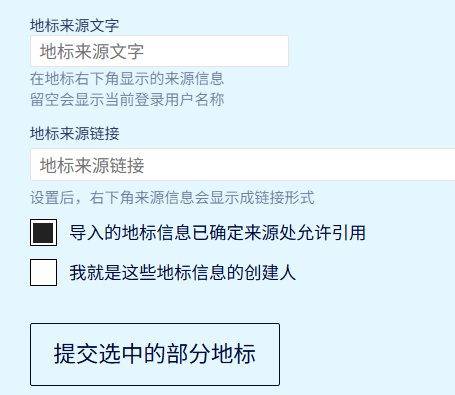 地标来源文字
地标来源文字
在地标右下角显示的来源信息
留空会显示当前登录用户名称
地标来源链接
地标来源链接
设置后，右下角来源信息会显示成链接形式
导入的地标信息已确定来源处允许引用
我就是这些地标信息的创建人
提交选中的部分地标